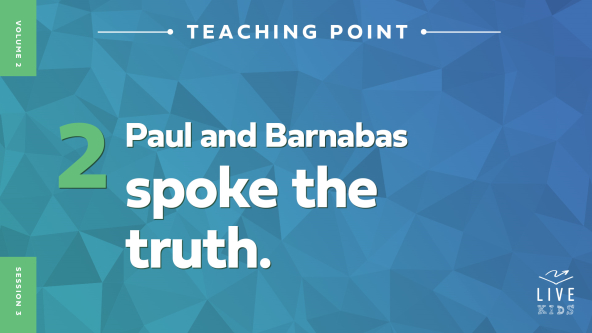 VOLUME 2
TEACHING POINT
2
Paul and Barnabas
spoke the
truth.
SESSION 3
LIVE
KIDS